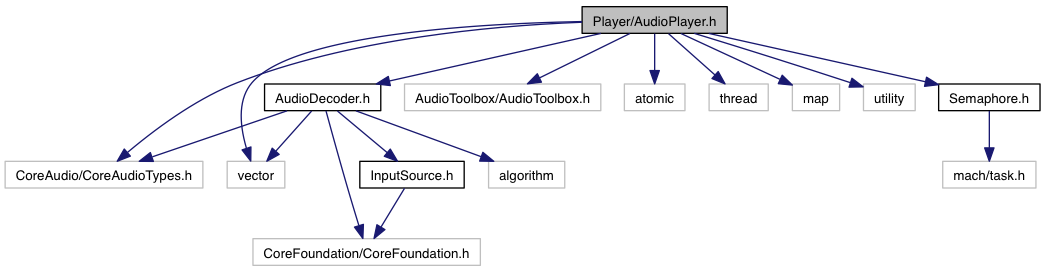 Player/AudioPlayer.h
AudioDecoder.h
AudioToolbox/AudioToolbox.h
atomic
thread
map
utility
Semaphore.h
CoreAudio/CoreAudioTypes.h
vector
InputSource.h
algorithm
mach/task.h
CoreFoundation/CoreFoundation.h